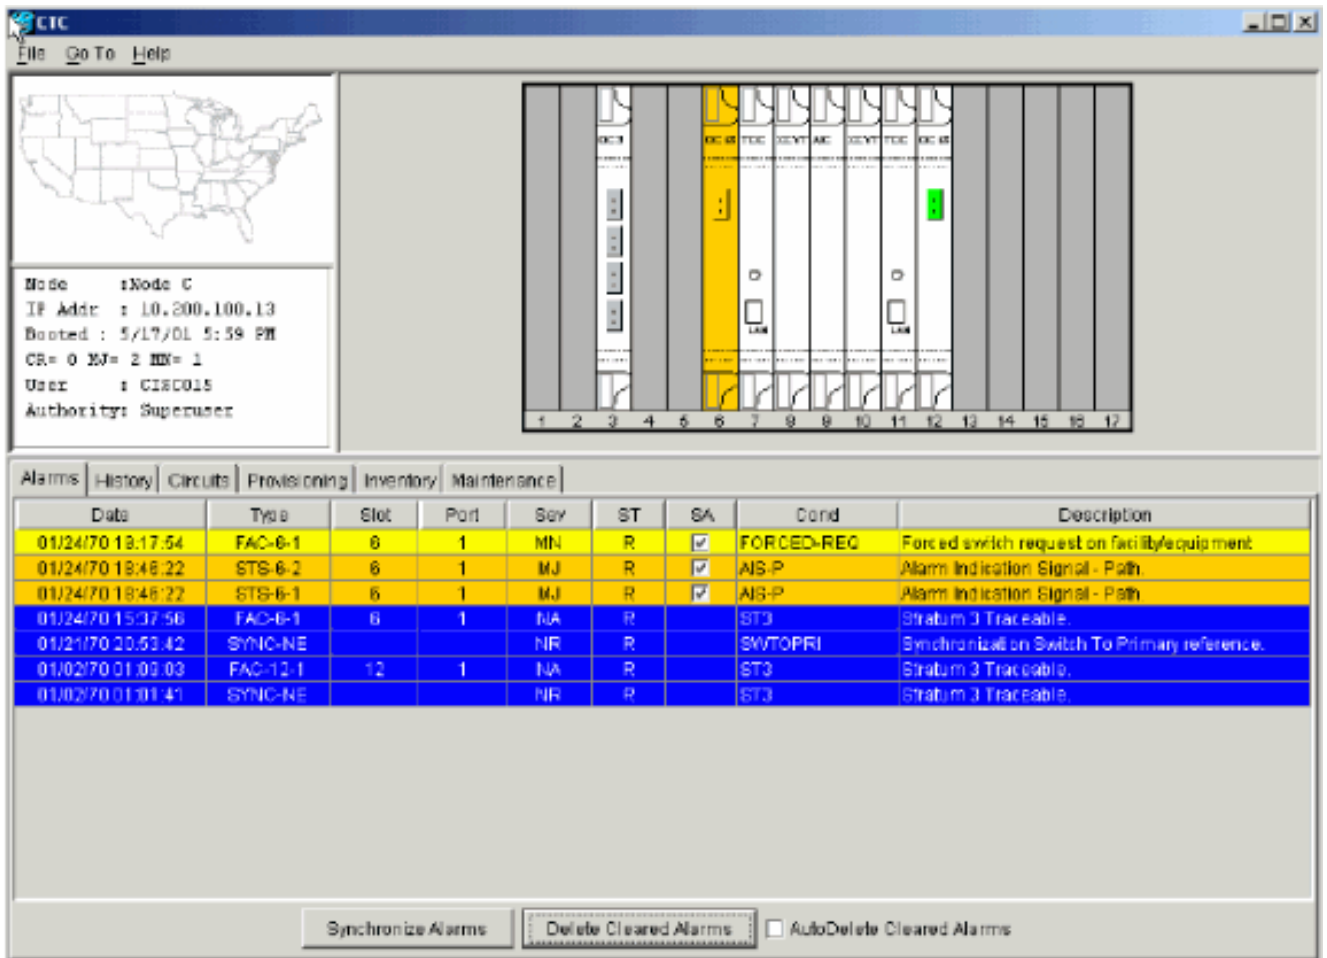 CTC
File Go To Help
OC3 TCC XCVT AIC XCVT TCC
LAN LAN
1 2 3 4 5 6 7 8 9 10 11 12 13 14 15 16 17
Node :Node C
IP Addr : 10.200.100.13
Booted : 5/17/01 5:59 PM
CR= 0 MJ= 2 MN= 1
User : CISCO15
Authority: Superuser
Alarms History Circuits Provisioning Inventory Maintenance
Date Type Slot Port Sev ST SA Cond Description
FAC-6-1 6 1 MN R FORCED-REQ Forced switch request on facility/equipment
01/24/70 18:46:22 STS-6-2 6 1 MJ R AIS-P Alarm Indication Signal - Path.
01/24/70 18:46:22 STS-6-1 6 1 MJ R AIS-P Alarm Indication Signal - Path.
01/24/70 15:37:56 FAC-6-1 6 1 NA R ST3 Stratum 3 Traceable.
01/21/70 20:53:42 SYNC-NE NR R SWTOPRI Synchronization Switch To Primary reference.
01/02/70 01:09:03 FAC-12-1 12 1 NA R ST3 Stratum 3 Traceable.
01/02/70 01:01:41 SYNC-NE NR R ST3 Stratum 3 Traceable.
Synchronize Alarms Delete Cleared Alarms AutoDelete Cleared Alarms